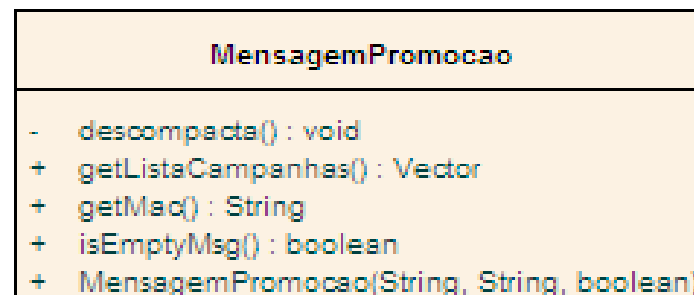 MensagemPromocao
- descompacta() : void
+ getListaCampanhas() : Vector
+ getMac() : String
+ isEmptyMsg() : boolean
+ MensagemPromocao(String, String, boolean)